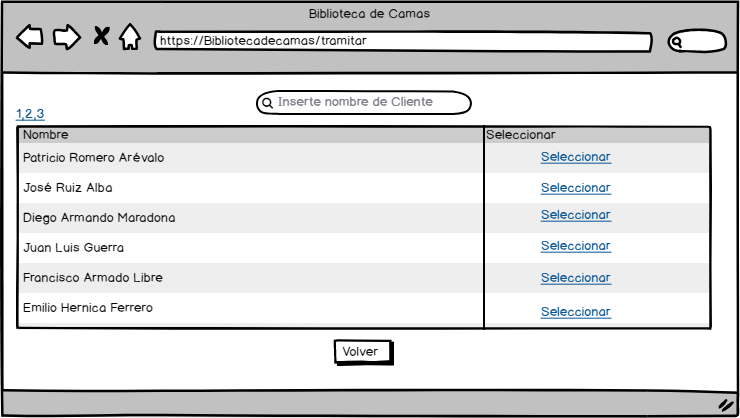 Biblioteca de Camas
https://Bibliotecadecamas/tramitar
Inserte nombre de Cliente
1,2,3
Nombre Seleccionar
Patricio Romero Arévalo Seleccionar
José Ruiz Alba Seleccionar
Diego Armando Maradona Seleccionar
Juan Luis Guerra Seleccionar
Francisco Armado Libre Seleccionar
Emilio Hernica Ferrero Seleccionar
Volver